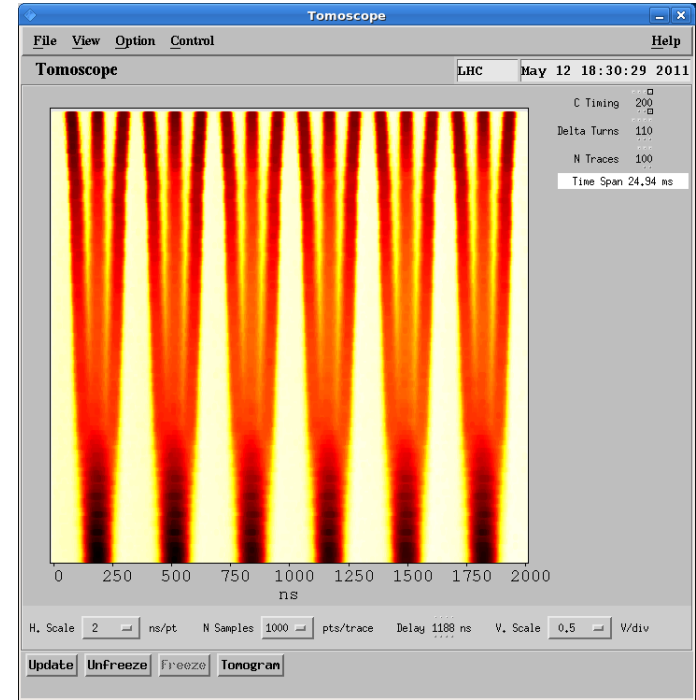 Tomoscope
File View Option Control Help
Tomoscope LHC May 12 18:30:29 2011
C Timing 200
Delta Turns 110
N Traces 100
Time Span 24.94 ms
0 250 500 750 1000 1250 1500 1750 2000
ns
H. Scale 2 ns/pt N Samples 1000 pts/trace Delay 1188 ns V. Scale 0.5 V/div
Update Unfreeze Freeze Tomogram